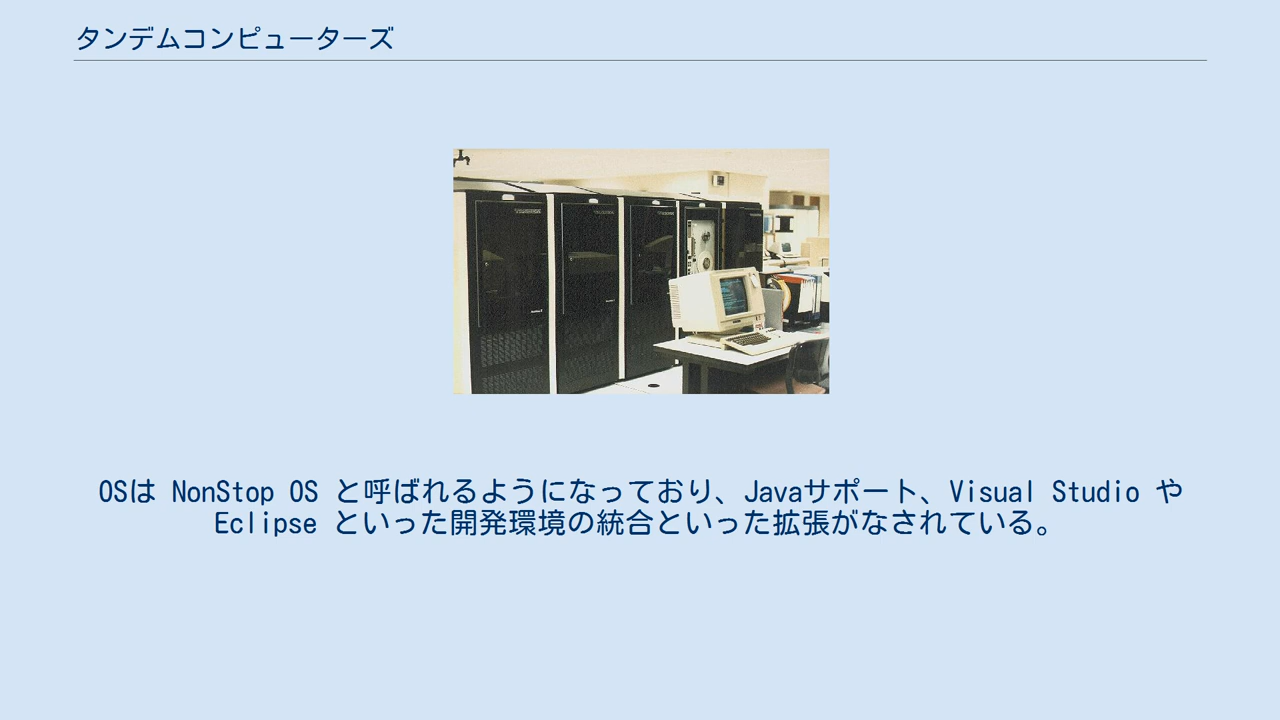 タンデムコンピューターズ
OSは NonStop OS と呼ばれるようになっており、Javaサポート、Visual Studio や
Eclipse といった開発環境の統合といった拡張がなされている。